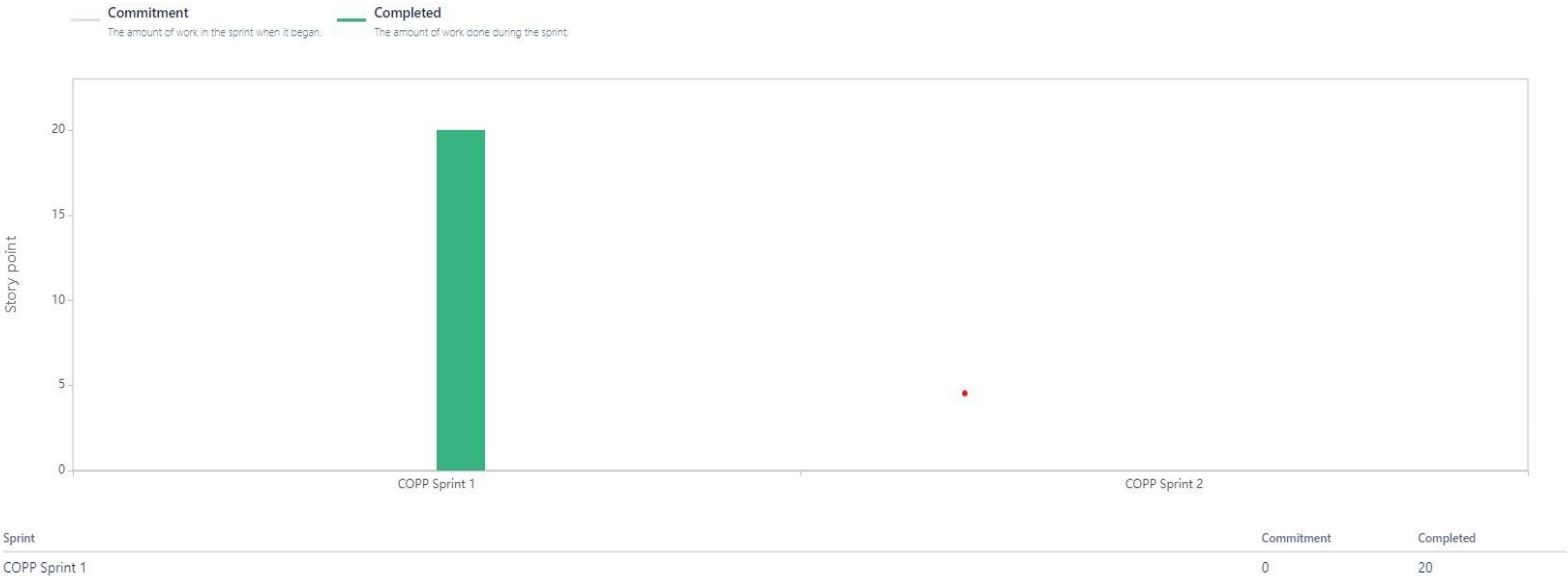 Commitment
The amount of work in the sprint when it began.
Completed
The amount of work done during the sprint.
Story point
20
15
10
5
0
COPP Sprint 1
COPP Sprint 2
Sprint Commitment Completed
COPP Sprint 1 0 20